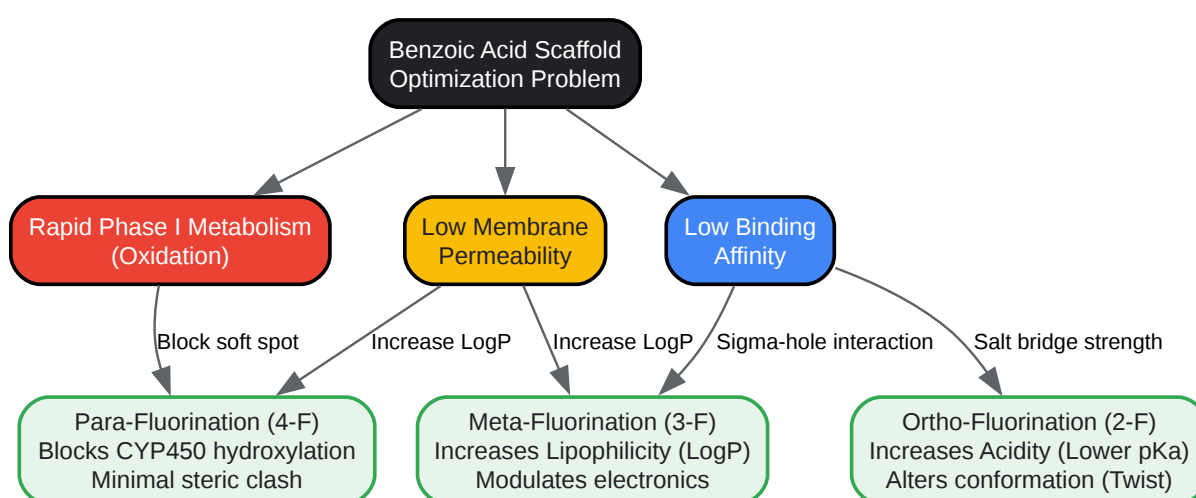 Benzoic Acid Scaffold
Optimization Problem
Rapid Phase I Metabolism
(Oxidation)
Low Membrane
Permeability
Low Binding
Affinity
Block soft spot
Increase LogP
Increase LogP
Sigma-hole interaction
Salt bridge strength
Para-Fluorination (4-F)
Blocks CYP450 hydroxylation
Minimal steric clash
Meta-Fluorination (3-F)
Increases Lipophilicity (LogP)
Modulates electronics
Ortho-Fluorination (2-F)
Increases Acidity (Lower pKa)
Alters conformation (Twist)